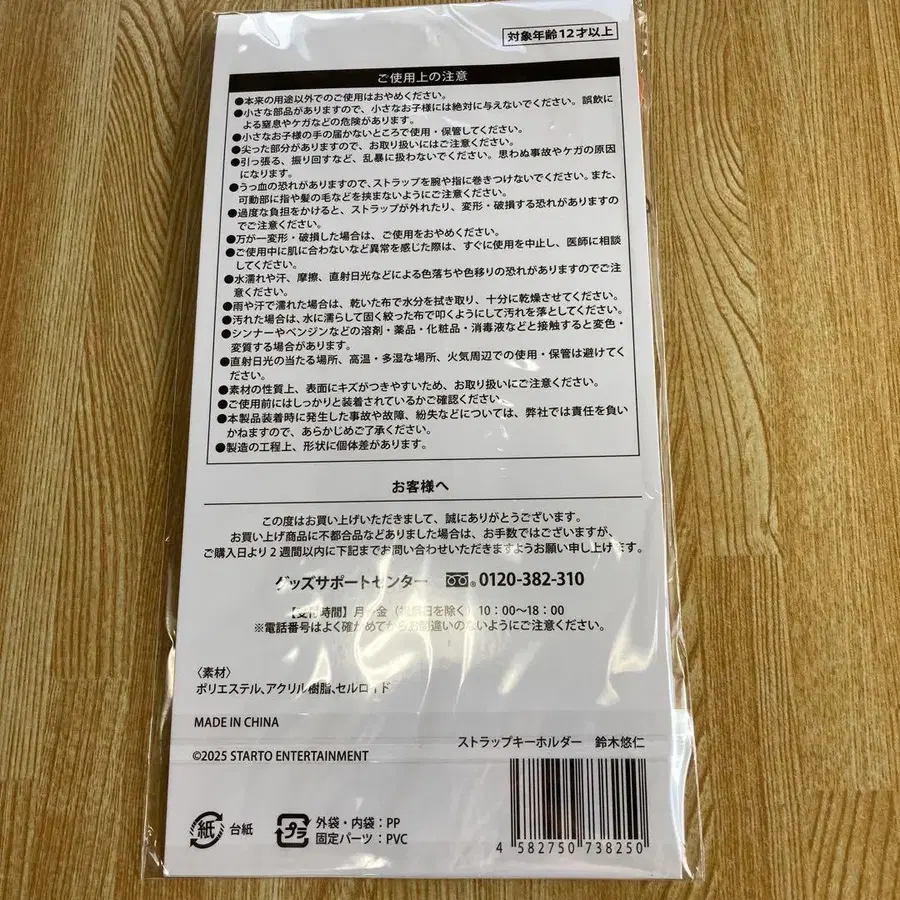 対象年齢12才以上
ご使用上の注意
●本来の用途以外でのご使用はおやめください。
●小さな部品がありますので、小さなお子様には絶対に与えないでください。誤飲に
よる窒息やケガなどの危険があります。
●小さなお子様の手の届かないところで使用・保管してください。
●尖った部分がありますので、お取り扱いにはご注意ください。
●引っ張る、振り回すなど、乱暴に扱わないでください。思わぬ事故やケガの原因
になります。
●うっ血の恐れがありますので、ストラップを腕や指に巻きつけないでください。また、
可動部に指や髪の毛などを挟まないようにご注意ください。
●過度な負担をかけると、ストラップが外れたり、変形・破損する恐れがありますの
でご注意ください。
●万が一変形・破損した場合は、ご使用をおやめください。
●ご使用中に肌に合わないなど異常を感じた際は、すぐに使用を中止し、医師に相談
してください。
●水濡れや汗、摩擦、直射日光などによる色落ちや色移りの恐れがありますのでご注
意ください。
●雨や汗で濡れた場合は、乾いた布で水分を拭き取り、十分に乾燥させてください。
●汚れた場合は、水に濡らして固く絞った布で叩くようにして汚れを落としてください。
●シンナーやベンジンなどの溶剤・薬品・化粧品・消毒液などと接触すると変色・
変質する場合があります。
●直射日光の当たる場所、高温・多湿な場所、火気周辺での使用・保管は避けてく
ださい。
●素材の性質上、表面にキズがつきやすいため、お取り扱いにご注意ください。
●ご使用前にはしっかりと装着されているかご確認ください。
●本製品装着時に発生した事故や故障、紛失などについては、弊社では責任を負い
かねますので、あらかじめご了承ください。
●製造の工程上、形状に個体差があります。
お客様へ
この度はお買い上げいただきまして、誠にありがとうございます。
お買い上げ商品に不都合品などありました場合は、お手数ではございますが、
ご購入日より2週間以内に下記までお問い合わせいただきますようお願い申し上げます。
グッズサポートセンター 0120-382-310
【受付時間】月〜金（祝祭日を除く）10：00〜18：00
※電話番号はよく確かめてからお間違いのないようにご注意ください。
〈素材〉
ポリエステル、アクリル樹脂、セルロイド
MADE IN CHINA
©2025 STARTO ENTERTAINMENT
ストラップキーホルダー 鈴木悠仁
紙 台紙
プラ 外袋・内袋：PP
固定パーツ：PVC
4 582750 738250